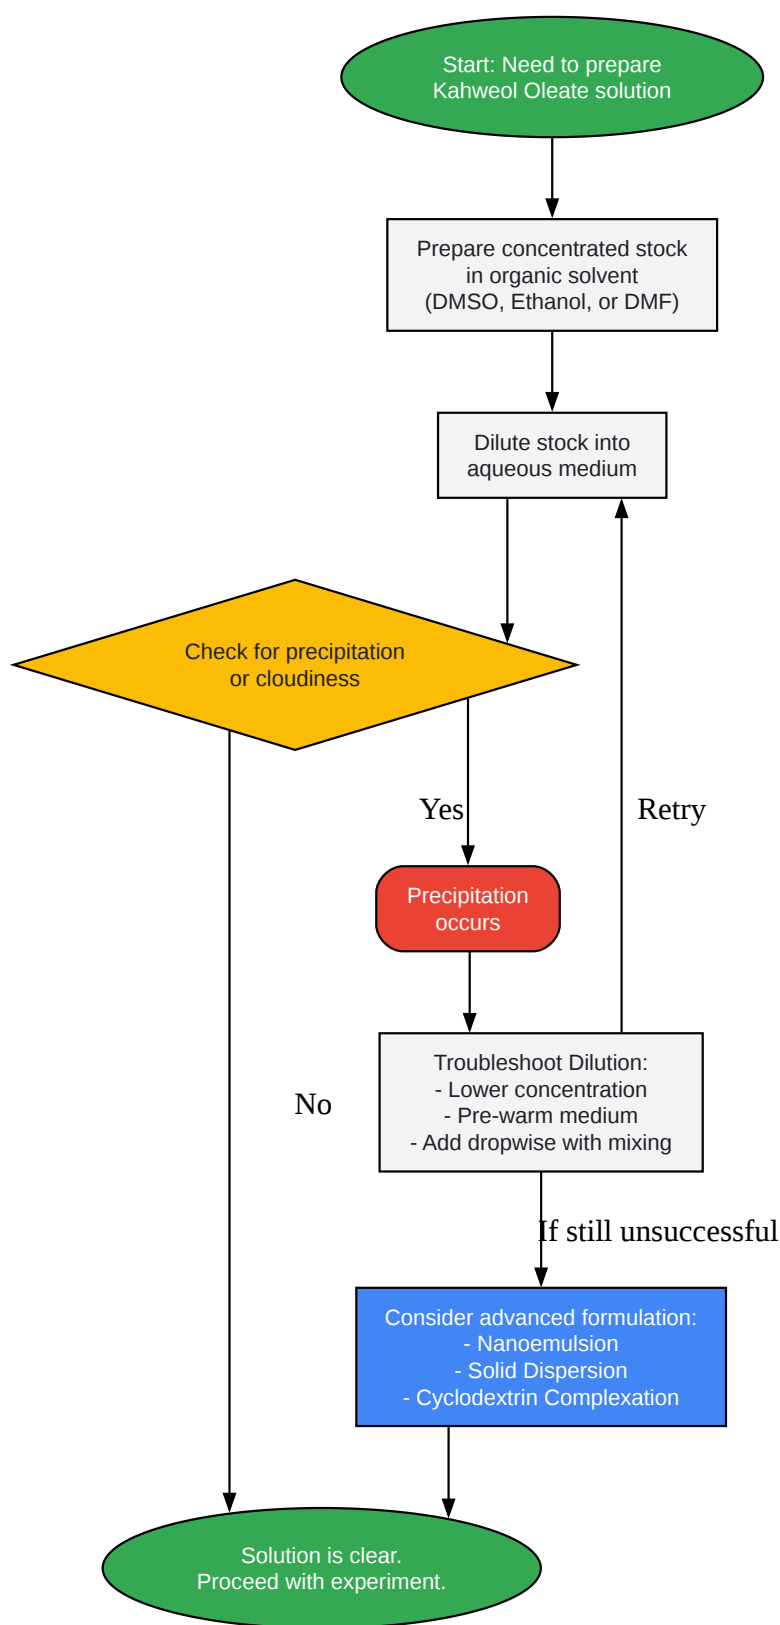 Start: Need to prepare
Kahweol Oleate solution
Prepare concentrated stock
in organic solvent
(DMSO, Ethanol, or DMF)
Dilute stock into
aqueous medium
Check for precipitation
or cloudiness
Yes
Retry
Precipitation
occurs
Troubleshoot Dilution:
- Lower concentration
- Pre-warm medium
- Add dropwise with mixing
No
If still unsuccessful
Consider advanced formulation:
- Nanoemulsion
- Solid Dispersion
- Cyclodextrin Complexation
Solution is clear.
Proceed with experiment.